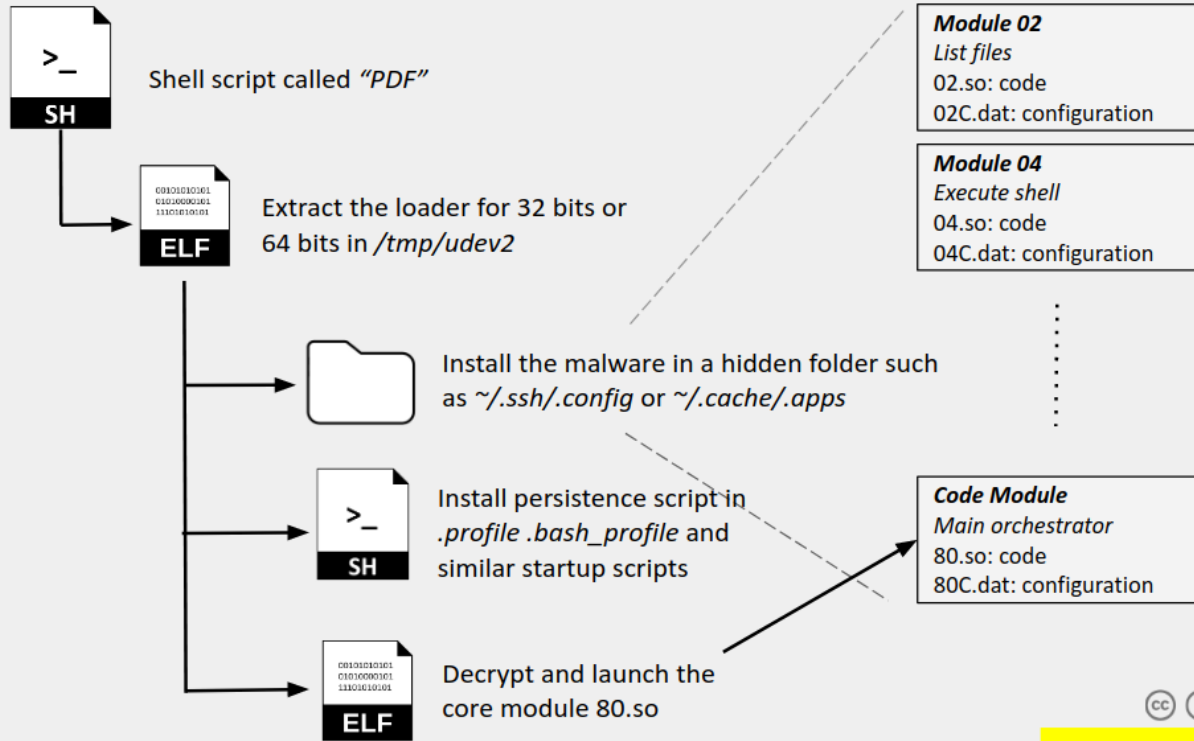 >_
SH
Shell script called “PDF”
00101010101
01010000101
11101010101
ELF
Extract the loader for 32 bits or
64 bits in /tmp/udev2
Install the malware in a hidden folder such
as ~/.ssh/.config or ~/.cache/.apps
>_
SH
Install persistence script in
.profile .bash_profile and
similar startup scripts
00101010101
01010000101
11101010101
ELF
Decrypt and launch the
core module 80.so
Module 02
List files
02.so: code
02C.dat: configuration
Module 04
Execute shell
04.so: code
04C.dat: configuration
Code Module
Main orchestrator
80.so: code
80C.dat: configuration
cc